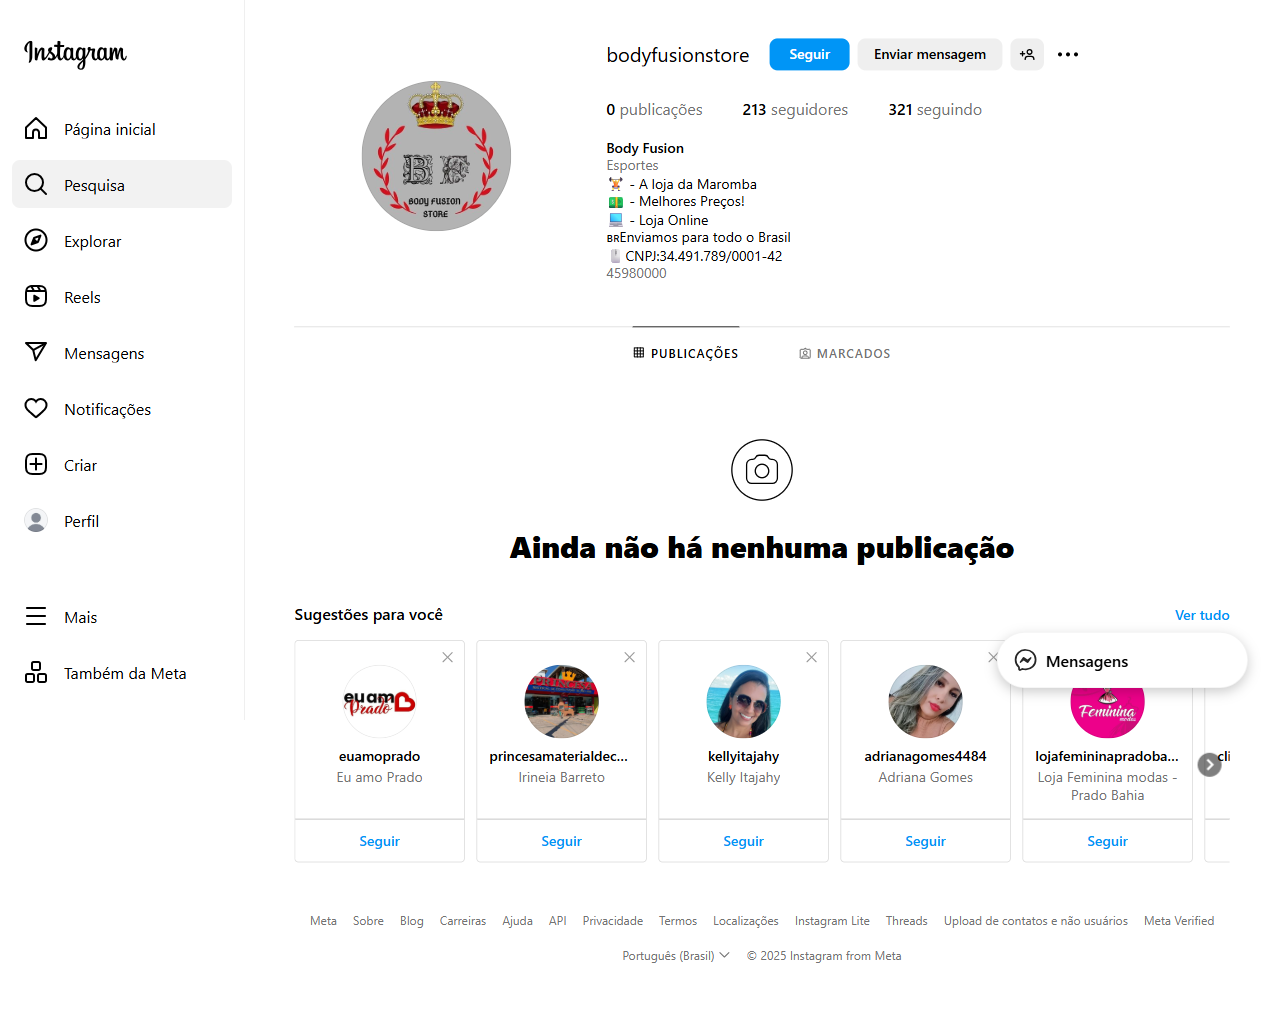 Instagram
Página inicial
Pesquisa
Explorar
Reels
Mensagens
Notificações
Criar
Perfil
Mais
Também da Meta
bodyfusionstore
Seguir
Enviar mensagem
0 publicações
213 seguidores
321 seguindo
BF
BODY FUSION
STORE
Body Fusion
Esportes
- A loja da Maromba
- Melhores Preços!
- Loja Online
BREnviamos para todo o Brasil
CNPJ:34.491.789/0001-42
45980000
PUBLICAÇÕES
MARCADOS
Ainda não há nenhuma publicação
Sugestões para você
Ver tudo
Mensagens
eu am
Prado
euamoprado
Eu amo Prado
Seguir
princesamaterialdec...
Irineia Barreto
Seguir
kellyitajahy
Kelly Itajahy
Seguir
adrianagomes4484
Adriana Gomes
Seguir
Feminina
modas
lojafemininapradoba...
Loja Feminina modas -
Prado Bahia
Seguir
cli
Meta Sobre Blog Carreiras Ajuda API Privacidade Termos Localizações Instagram Lite Threads Upload de contatos e não usuários Meta Verified
Português (Brasil)
© 2025 Instagram from Meta